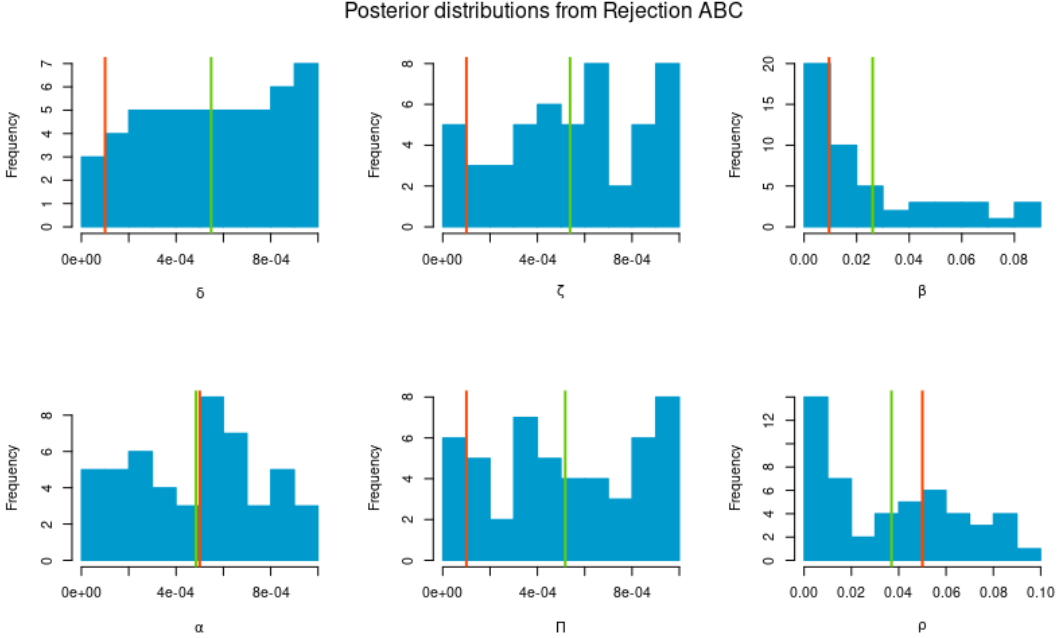 Posterior distributions from Rejection ABC
Frequency
0 1 2 3 4 5 6 7
0e+00 4e-04 8e-04
δ
Frequency
0 2 4 6 8
0e+00 4e-04 8e-04
ζ
Frequency
0 5 10 15 20
0.00 0.02 0.04 0.06 0.08
β
Frequency
0 2 4 6 8
0e+00 4e-04 8e-04
α
Frequency
0 2 4 6 8
0e+00 4e-04 8e-04
Π
Frequency
0 2 4 6 8 12
0.00 0.02 0.04 0.06 0.08 0.10
ρ